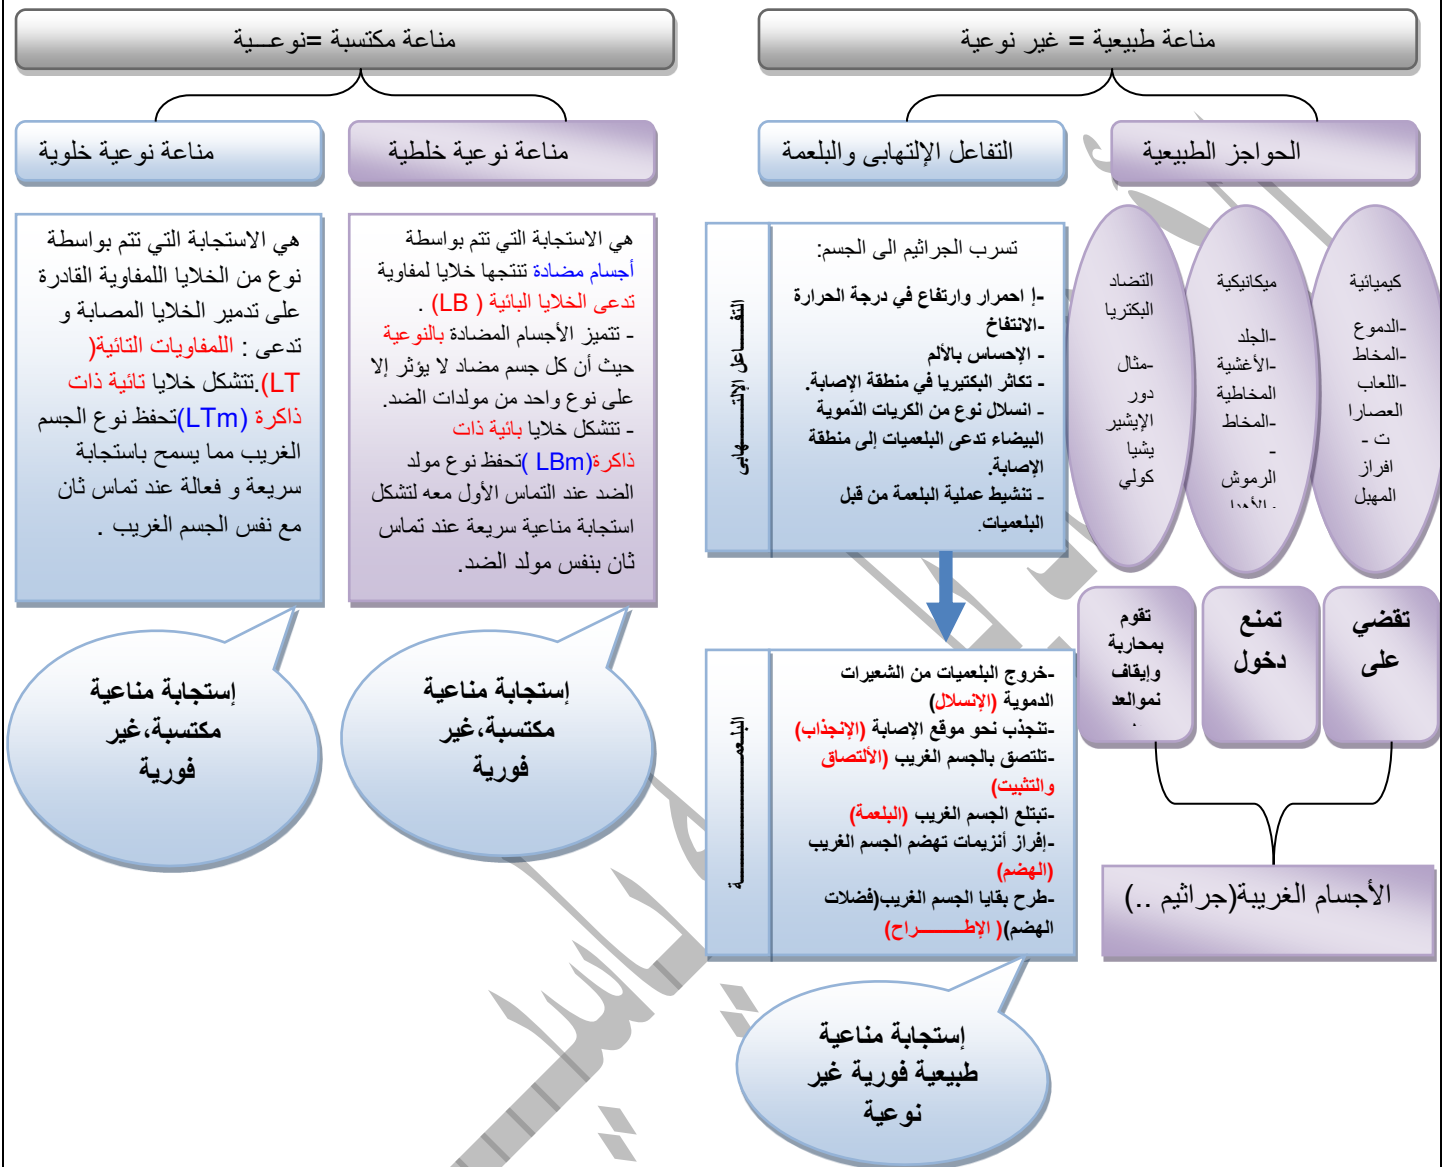 مناعة طبيعية = غير نوعية
الحواجز الطبيعية
كيميائية
-الدموع
-المخاط
-اللعاب
العصارا
ت -
افراز
المهبل
ميكانيكية
-الجلد
-الأغشية
المخاطية
-المخاط
-
الرموش
التضاد
البكتريا
-مثال
دور
الإيشير
يشيا
كولي
تقضي
على
تمنع
دخول
تقوم
بمحاربة
وإيقاف
نموالعد
الأجسام الغريبة(جراثيم ..)
التفاعل الإلتهابى والبلعمة
التفـــاعل الإلتـــــهابى
تسرب الجراثيم الى الجسم:
-إ احمرار وارتفاع في درجة الحرارة
-الانتفاخ
- الإحساس بالألم
- تكاثر البكتيريا في منطقة الإصابة.
- انسلال نوع من الكريات الدّموية
البيضاء تدعى البلعميات إلى منطقة
الإصابة.
- تنشيط عملية البلعمة من قبل
البلعميات.
البلعمــــــــــــــة
-خروج البلعميات من الشعيرات
الدموية (الإنسلال)
-تنجذب نحو موقع الإصابة (الإنجذاب)
-تلتصق بالجسم الغريب (الألتصاق
والتثبيت)
-تبتلع الجسم الغريب (البلعمة)
-إفراز أنزيمات تهضم الجسم الغريب
(الهضم)
-طرح بقايا الجسم الغريب(فضلات
الهضم)( الإطـــــــــراح)
إستجابة مناعية
طبيعية فورية غير
نوعية
مناعة مكتسبة =نوعـــية
مناعة نوعية خلطية
هي الاستجابة التي تتم بواسطة
أجسام مضادة تنتجها خلايا لمفاوية
تدعى الخلايا البائية ( LB) .
- تتميز الأجسام المضادة بالنوعية
حيث أن كل جسم مضاد لا يؤثر إلا
على نوع واحد من مولدات الضد.
- تتشكل خلايا بائية ذات
ذاكرة(LBm )تحفظ نوع مولد
الضد عند التماس الأول معه لتشكل
استجابة مناعية سريعة عند تماس
ثان بنفس مولد الضد.
إستجابة مناعية
مكتسبة،غير
فورية
مناعة نوعية خلوية
هي الاستجابة التي تتم بواسطة
نوع من الخلايا اللمفاوية القادرة
على تدمير الخلايا المصابة و
تدعى : اللمفاويات التائية(
LT).تتشكل خلايا تائية ذات
ذاكرة (LTm)تحفظ نوع الجسم
الغريب مما يسمح باستجابة
سريعة و فعالة عند تماس ثان
مع نفس الجسم الغريب .
إستجابة مناعية
مكتسبة،غير
فورية